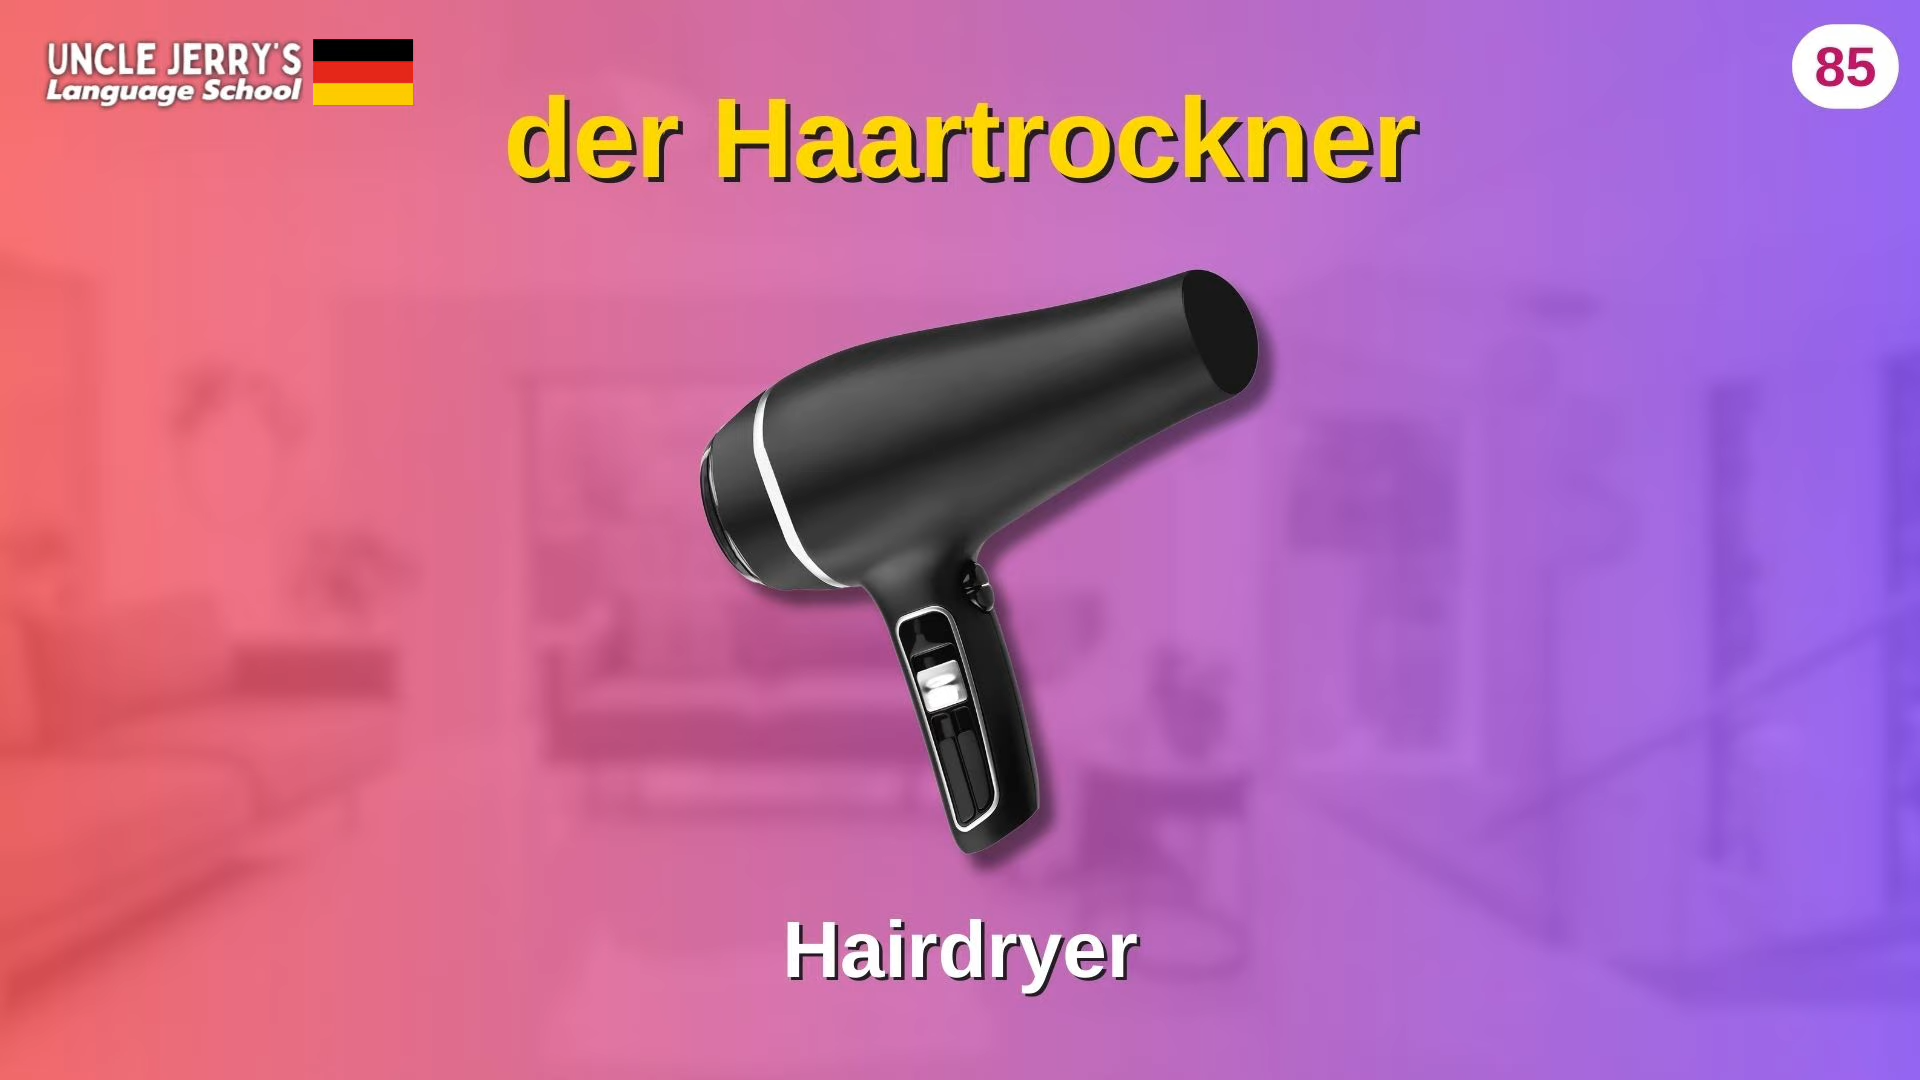 UNCLE JERRY'S
Language School
85
der Haartrockner
Hairdryer